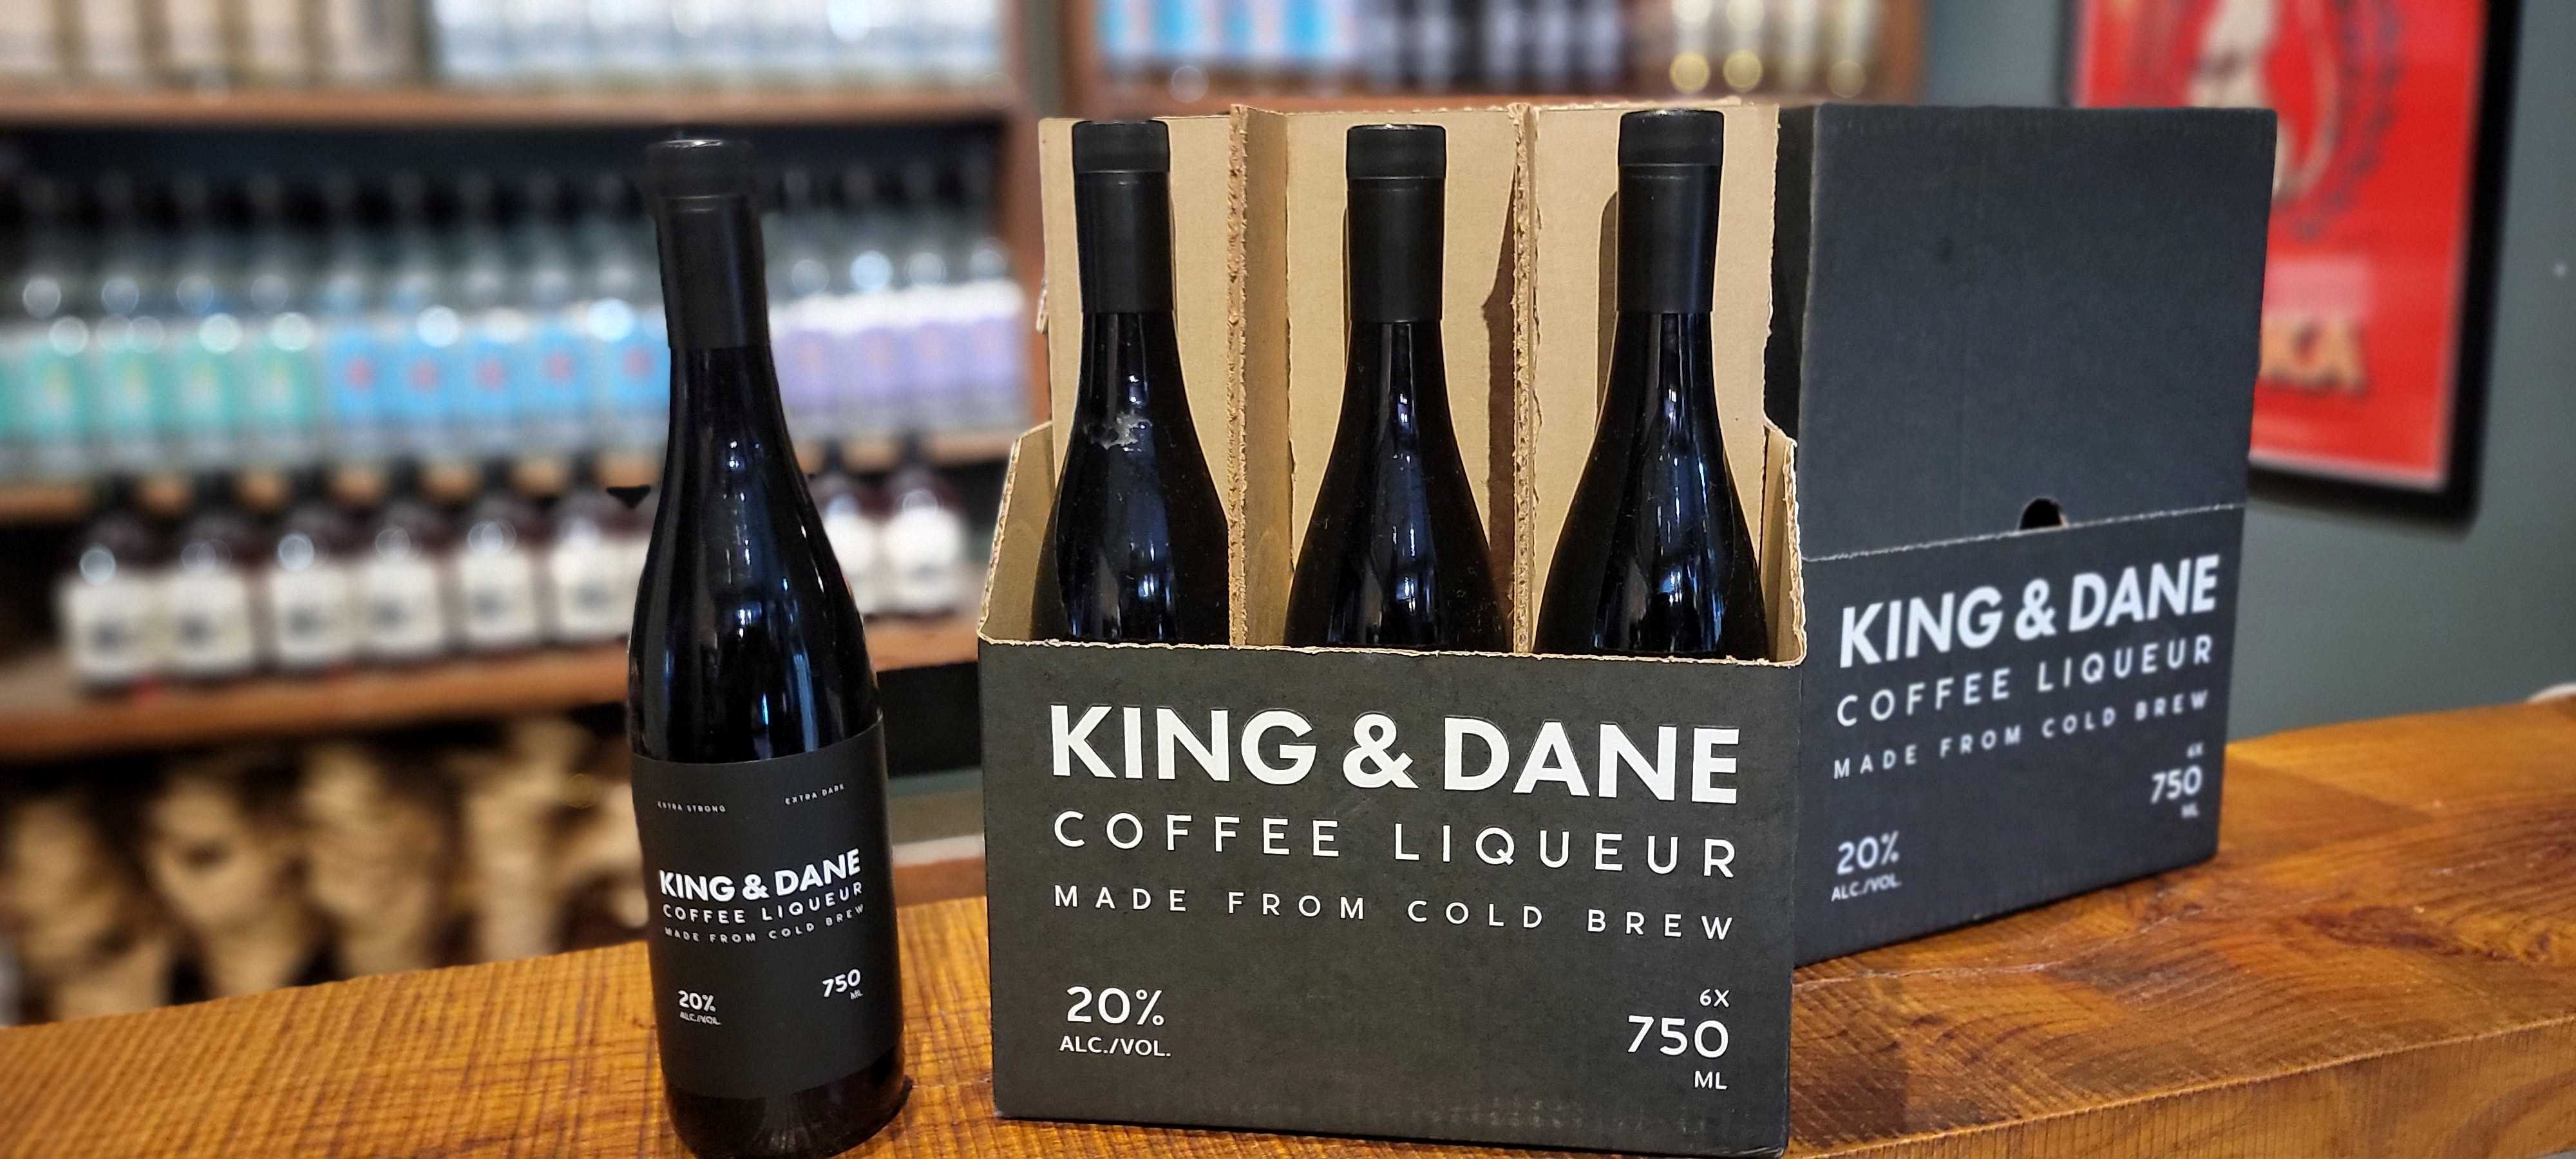 EXTRA STRONG
EXTRA DARK
KING & DANE
COFFEE LIQUEUR
MADE FROM COLD BREW
20%
ALC./VOL.
750
ML
KING & DANE
COFFEE LIQUEUR
MADE FROM COLD BREW
20%
ALC./VOL.
6X
750
ML
KING & DANE
COFFEE LIQUEUR
MADE FROM COLD BREW
6X
750
ML
20%
ALC./VOL.